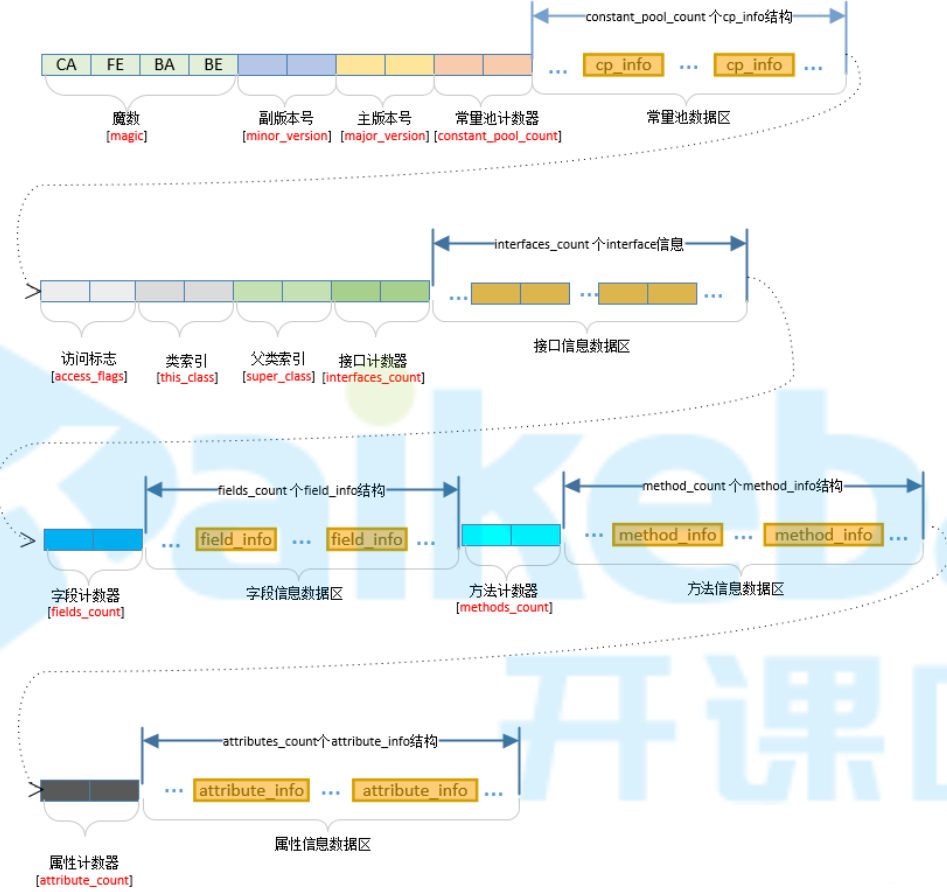 constant_pool_count 个cp_info结构
CA FE BA BE ... cp_info ... cp_info ...
魔数 副版本号 主版本号 常量池计数器 常量池数据区
[magic] [minor_version] [major_version] [constant_pool_count]
interfaces_count 个interface信息
... ... ...
接口信息数据区
访问标志 类索引 父类索引 接口计数器
[access_flags] [this_class] [super_class] [interfaces_count]
aikeba
fields_count 个field_info结构 method_count 个method_info结构
... field_info ... field_info ... ... method_info ... method_info ...
字段计数器 字段信息数据区 方法计数器 方法信息数据区
[fields_count] [methods_count]
开课
attributes_count个attribute_info结构
... attribute_info ... attribute_info ...
属性信息数据区
属性计数器
[attribute_count]